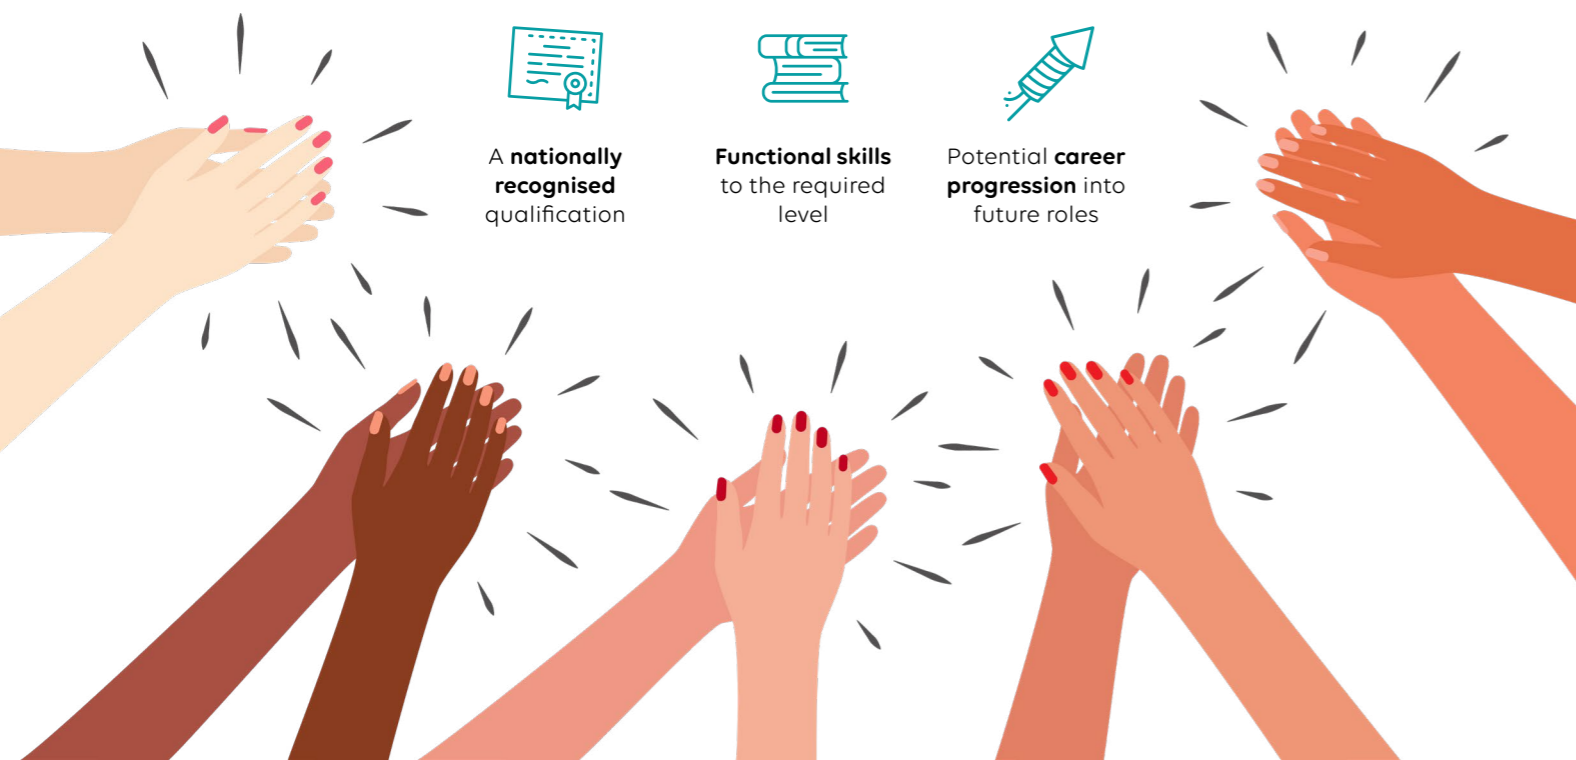 A nationally
recognised
qualification
Functional skills
to the required
level
Potential career
progression into
future roles